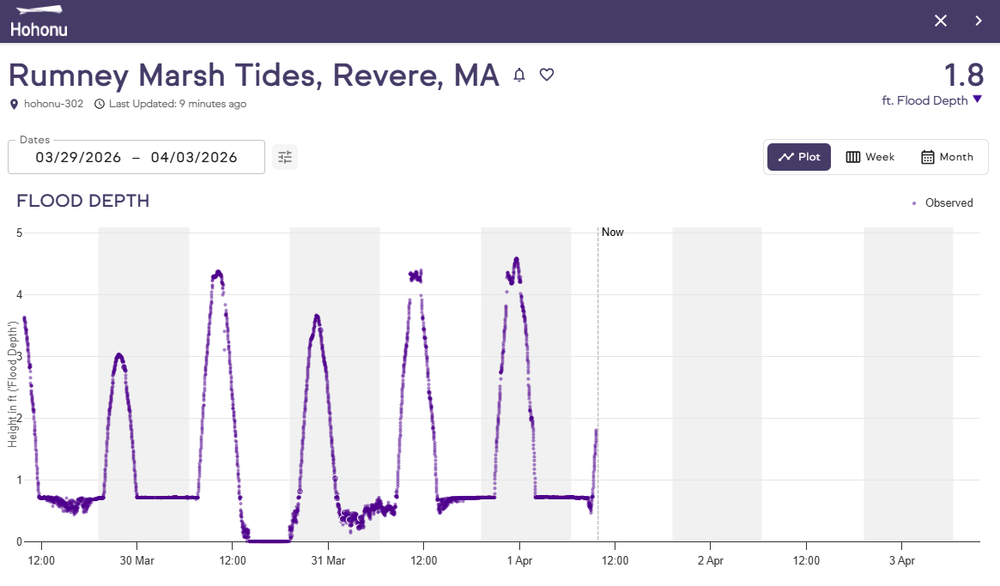 Hohonu
Rumney Marsh Tides, Revere, MA
1.8
hohonu-302 Last Updated: 9 minutes ago
ft. Flood Depth
Dates
03/29/2026 – 04/03/2026
Plot Week Month
FLOOD DEPTH
Observed
Now
5
4
3
2
1
0
Height in ft ('Flood Depth')
12:00 30 Mar 12:00 31 Mar 12:00 1 Apr 12:00 2 Apr 12:00 3 Apr